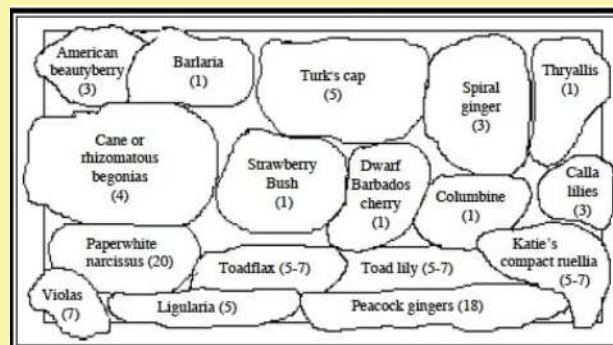 American
beautyberry
(3)
Barlaria
(1)
Turk's cap
(5)
Spiral
ginger
(3)
Thryallis
(1)
Cane or
rhizomatous
begonias
(4)
Strawberry
Bush
(1)
Dwarf
Barbados
cherry
(1)
Columbine
(1)
Calla
lilies
(3)
Paperwhite
narcissus (20)
Toadflax (5-7)
Toad lily (5-7)
Katie's
compact ruellia
(5-7)
Violas
(7)
Ligularia (5)
Peacock gingers (18)